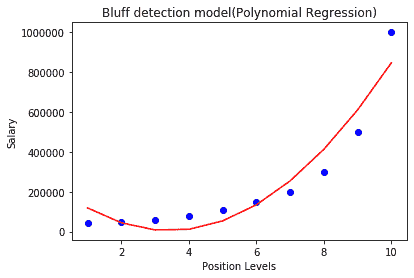 Bluff detection model(Polynomial Regression)
1000000
800000
600000
400000
200000
0
Salary
2 4 6 8 10
Position Levels